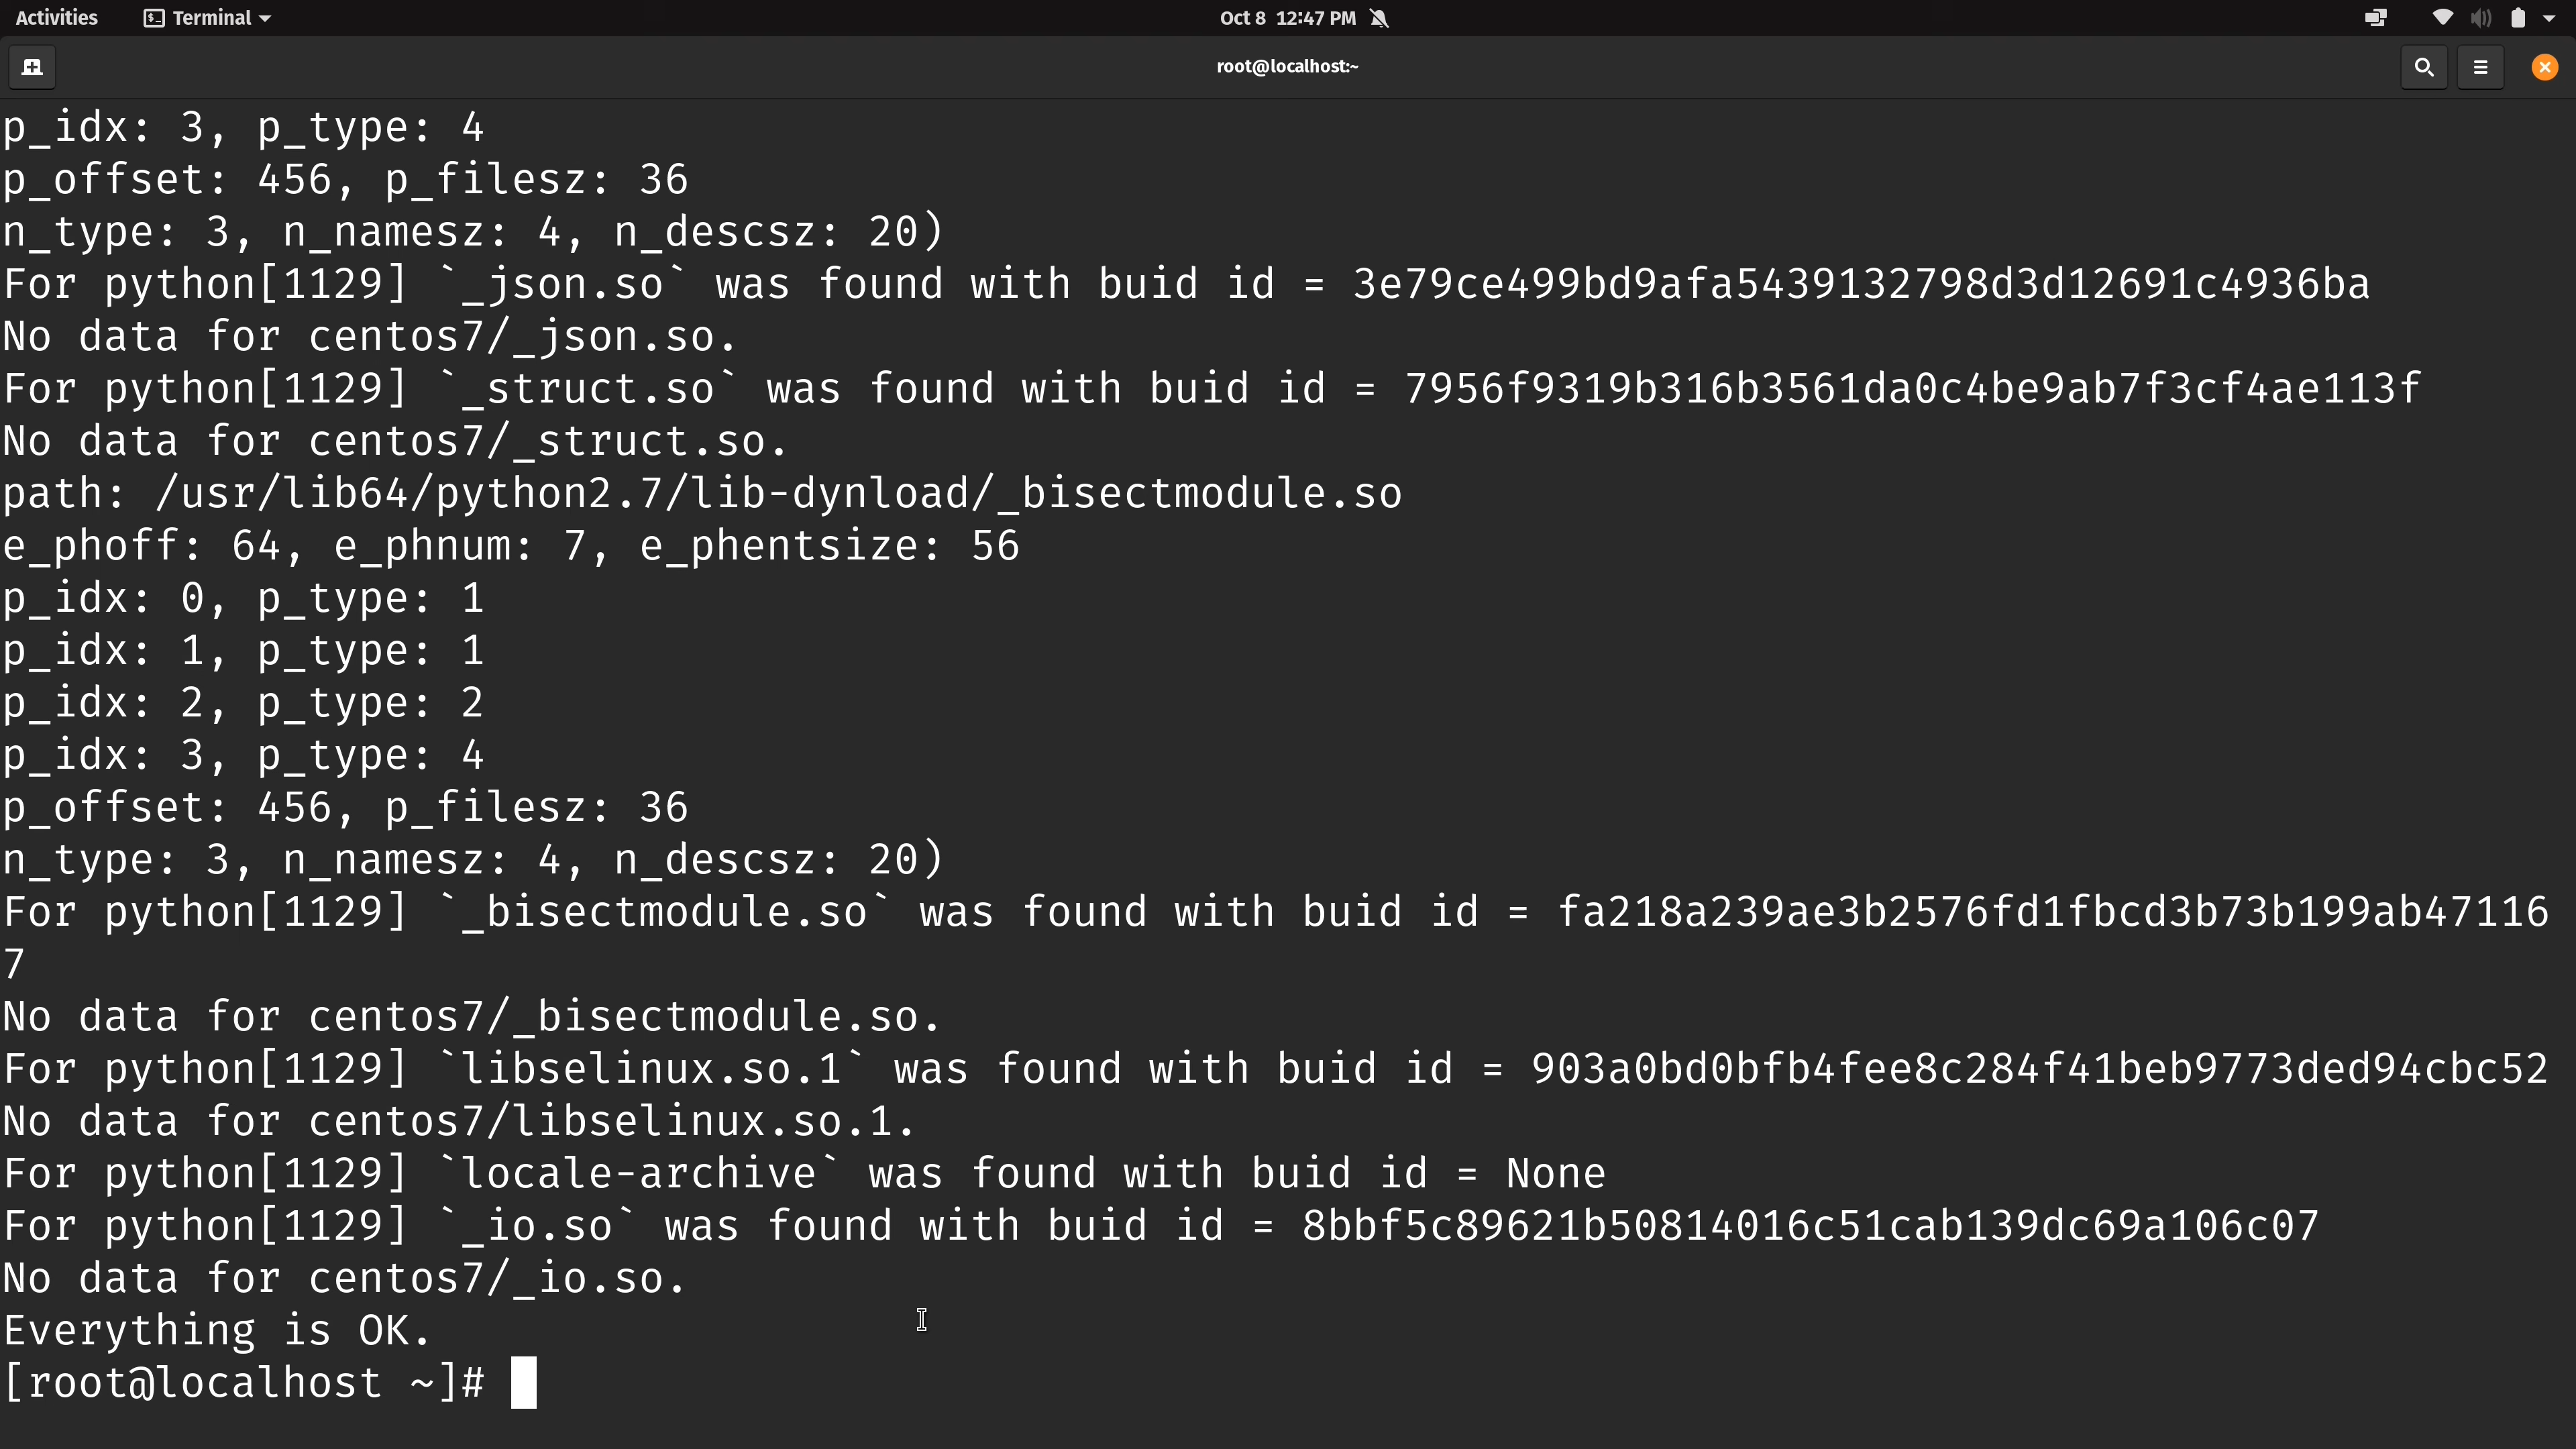 Activities
Terminal
Oct 8 12:47 PM
root@localhost:~
p_idx: 3, p_type: 4
p_offset: 456, p_filesz: 36
n_type: 3, n_namesz: 4, n_descsz: 20)
For python[1129] `_json.so` was found with buid id = 3e79ce499bd9afa5439132798d3d12691c4936ba
No data for centos7/_json.so.
For python[1129] `_struct.so` was found with buid id = 7956f9319b316b3561da0c4be9ab7f3cf4ae113f
No data for centos7/_struct.so.
path: /usr/lib64/python2.7/lib-dynload/_bisectmodule.so
e_phoff: 64, e_phnum: 7, e_phentsize: 56
p_idx: 0, p_type: 1
p_idx: 1, p_type: 1
p_idx: 2, p_type: 2
p_idx: 3, p_type: 4
p_offset: 456, p_filesz: 36
n_type: 3, n_namesz: 4, n_descsz: 20)
For python[1129] `_bisectmodule.so` was found with buid id = fa218a239ae3b2576fd1fbcd3b73b199ab47116
7
No data for centos7/_bisectmodule.so.
For python[1129] `libselinux.so.1` was found with buid id = 903a0bd0bfb4fee8c284f41beb9773ded94cbc52
No data for centos7/libselinux.so.1.
For python[1129] `locale-archive` was found with buid id = None
For python[1129] `_io.so` was found with buid id = 8bbf5c89621b50814016c51cab139dc69a106c07
No data for centos7/_io.so.
Everything is OK.
[root@localhost ~]#